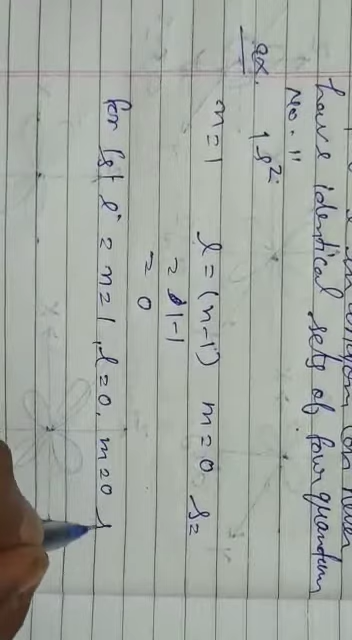 have identical sets of four quantum
No. "
ex. 1s²
n=1 l=(n-1) m=0 s=
= 1-1
= 0
for 1st e⁻ = n=1, l=0, m=0 s